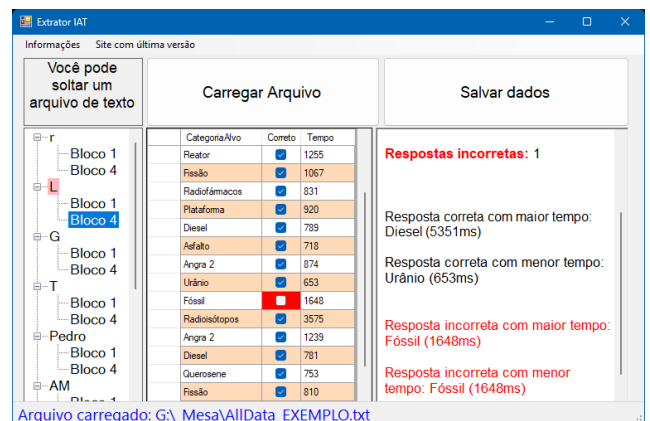 Extrator IAT
Informações Site com última versão
Você pode
soltar um
arquivo de texto
Carregar Arquivo
Salvar dados
r
Bloco 1
Bloco 4
L
Bloco 1
Bloco 4
G
Bloco 1
Bloco 4
T
Bloco 1
Bloco 4
Pedro
Bloco 1
Bloco 4
AM
CategoriaAlvo Correto Tempo
Reator 1255
Fissão 1067
Radiofármacos 831
Plataforma 920
Diesel 789
Asfalto 718
Angra 2 874
Urânio 653
Fóssil 1648
Radioisótopos 3575
Angra 2 1239
Diesel 781
Querosene 753
Fissão 810
Respostas incorretas: 1
Resposta correta com maior tempo:
Diesel (5351ms)
Resposta correta com menor tempo:
Urânio (653ms)
Resposta incorreta com maior tempo:
Fóssil (1648ms)
Resposta incorreta com menor
tempo: Fóssil (1648ms)
Arquivo carregado: G:\_Mesa\AllData_EXEMPLO.txt